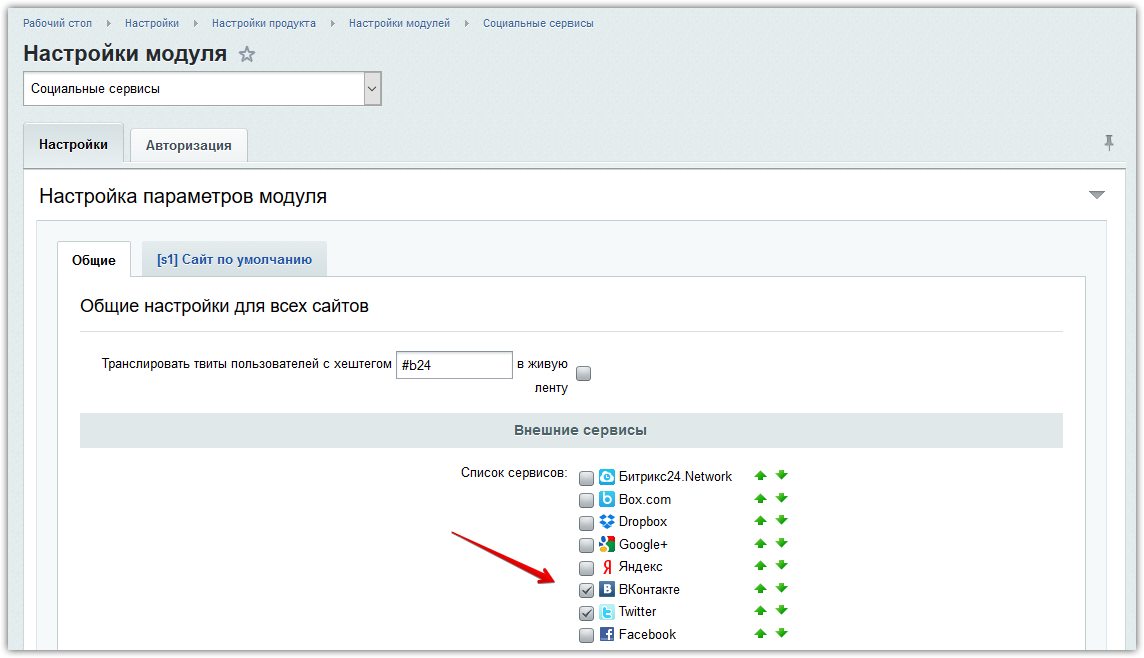 Рабочий стол Настройки Настройки продукта Настройки модулей Социальные сервисы
Настройки модуля
Социальные сервисы
Настройки Авторизация
Настройка параметров модуля
Общие [s1] Сайт по умолчанию
Общие настройки для всех сайтов
Транслировать твиты пользователей с хештегом #b24 в живую
ленту
Внешние сервисы
Список сервисов: Битрикс24.Network
Box.com
Dropbox
Google+
Яндекс
ВКонтакте
Twitter
Facebook